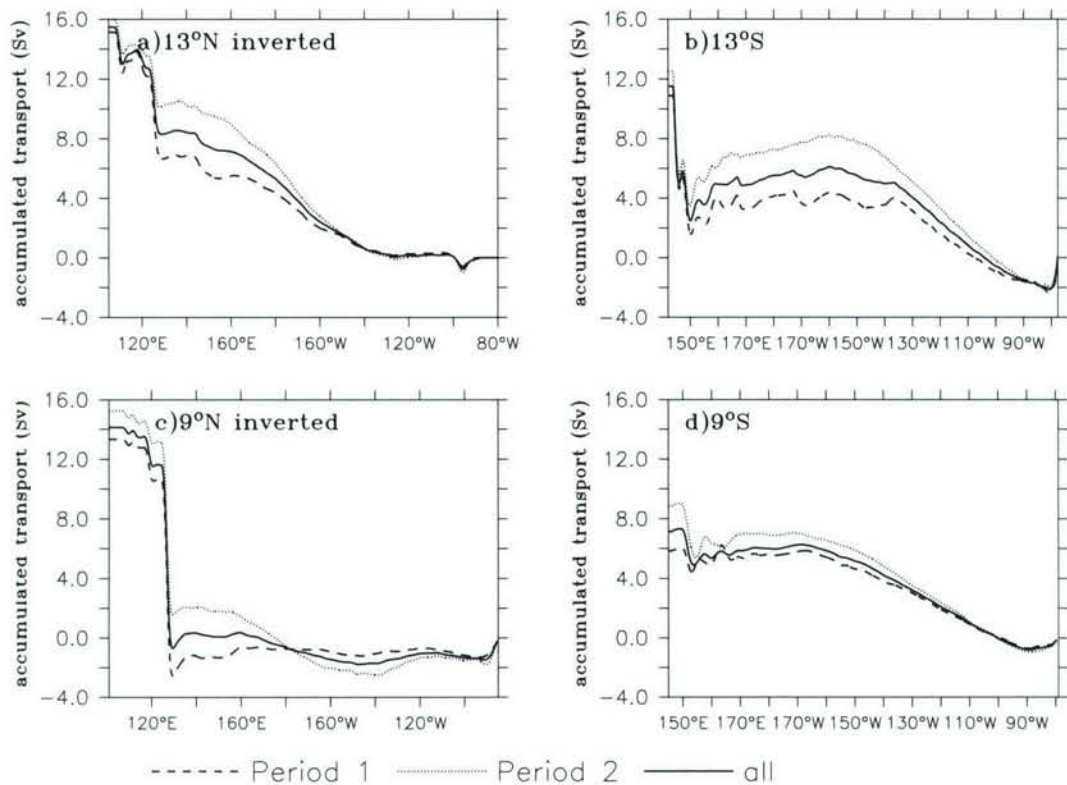 a)13°N inverted
accumulated transport (Sv)
16.0
12.0
8.0
4.0
0.0
−4.0
120°E 160°E 160°W 120°W 80°W
b)13°S
accumulated transport (Sv)
16.0
12.0
8.0
4.0
0.0
−4.0
150°E 170°E 170°W 150°W 130°W 110°W 90°W
c)9°N inverted
accumulated transport (Sv)
16.0
12.0
8.0
4.0
0.0
−4.0
120°E 160°E 160°W 120°W
d)9°S
accumulated transport (Sv)
16.0
12.0
8.0
4.0
0.0
−4.0
150°E 170°E 170°W 150°W 130°W 110°W 90°W
Period 1 Period 2 all